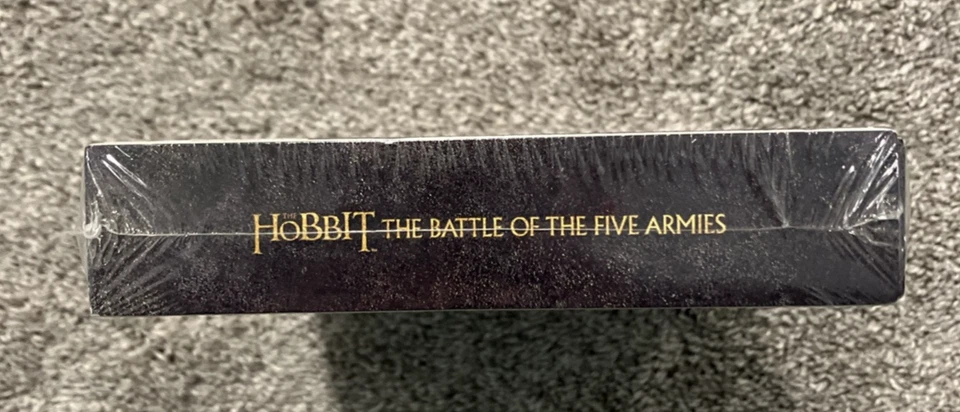 THE HOBBIT THE BATTLE OF THE FIVE ARMIES